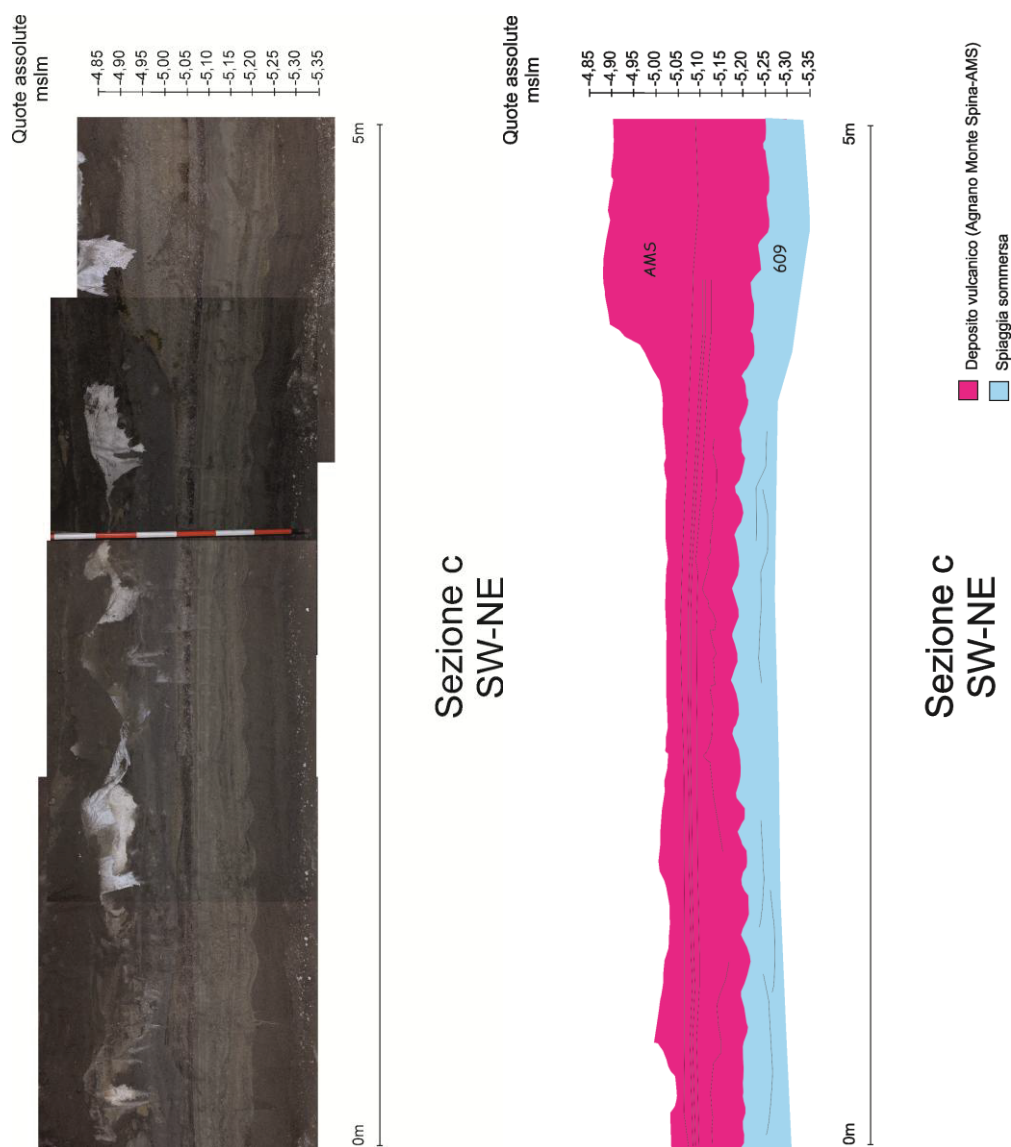 Quote assolute
mslm
-4,85
-4,90
-4,95
-5,00
-5,05
-5,10
-5,15
-5,20
-5,25
-5,30
-5,35
0m
5m
Sezione c
SW-NE
Quote assolute
mslm
-4,85
-4,90
-4,95
-5,00
-5,05
-5,10
-5,15
-5,20
-5,25
-5,30
-5,35
AMS
609
0m
5m
Sezione c
SW-NE
Deposito vulcanico (Agnano Monte Spina-AMS)
Spiaggia sommersa